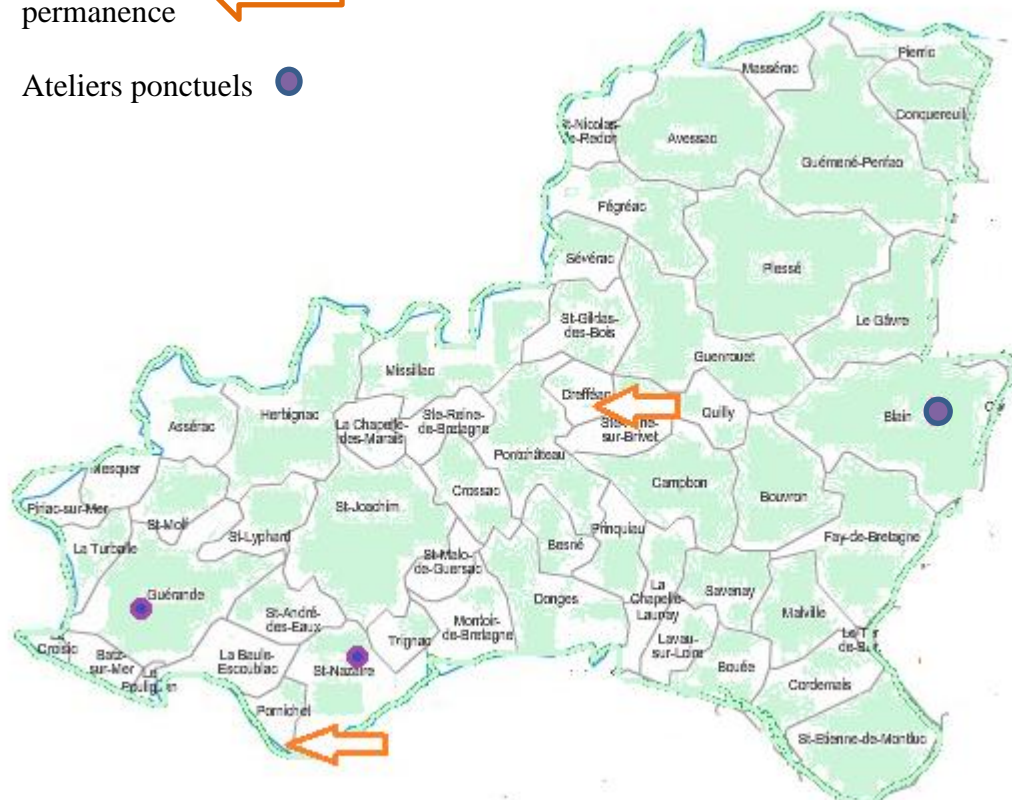 permanence
Ateliers ponctuels
Pierric
Massérac
Conquereuil
St-Nicolas-
de-Redon
Avessac
Guémené-Penfao
Fégréac
Sévérac
Plessé
St-Gildas-
des-Bois
Le Gâvre
Guenrouet
Missillac
Drefféac
Quilly
Blain
Herbignac
Ste-Reine-
de-Bretagne
Assérac
La Chapelle-
des-Marais
sur-Brivet
Pontchâteau
Mesquer
Crossac
Campbon
Bouvron
Piriac-sur-Mer
St-Molf
St-Joachim
St-Lyphard
Prinquiau
Fay-de-Bretagne
La Turballe
Besné
St-Malo-
de-Guersac
Guérande
Donges
La
Chapelle-
Launay
Savenay
St-André-
des-Eaux
Malville
Montoir-
de-Bretagne
Trignac
Lavau-
sur-Loire
Croisic
Batz-
sur-Mer
La Baule-
Escoublac
St-Nazaire
Bouée
Cordemais
Pornichet
St-Etienne-de-Montluc